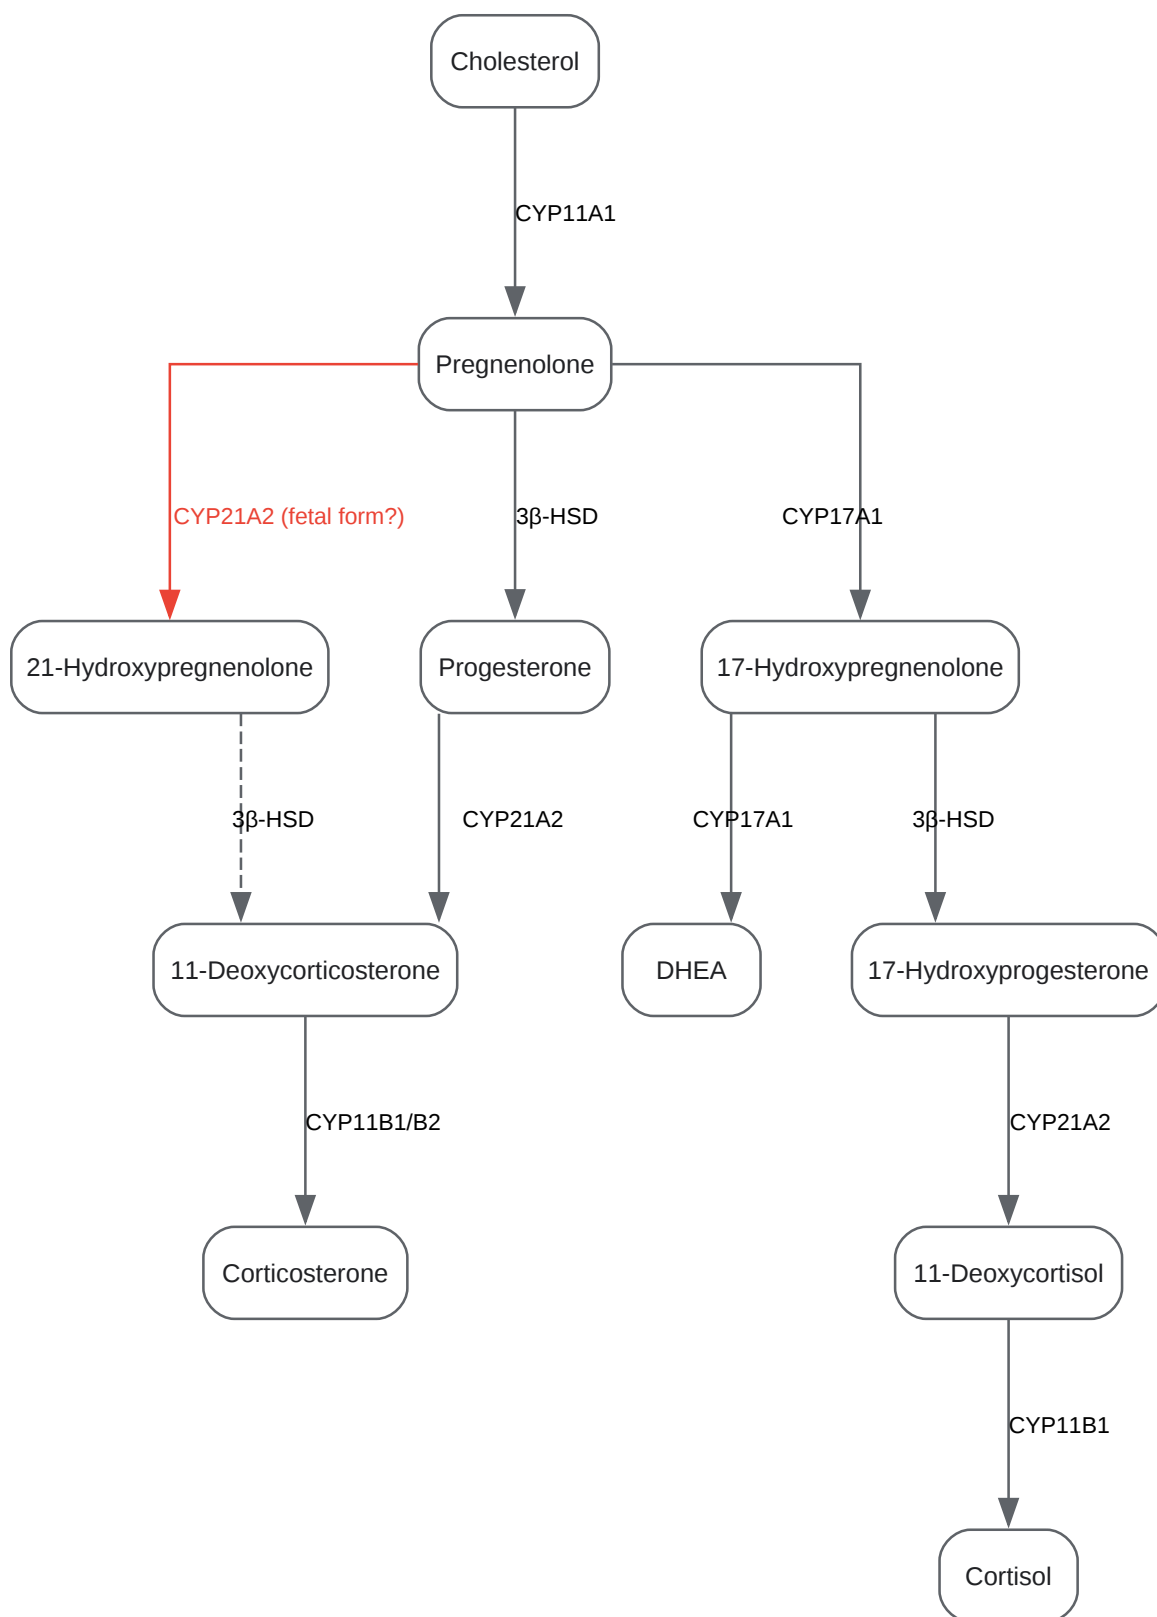 Cholesterol
CYP11A1
Pregnenolone
CYP21A2 (fetal form?)
3β-HSD
CYP17A1
21-Hydroxypregnenolone
Progesterone
17-Hydroxypregnenolone
3β-HSD
CYP21A2
CYP17A1
3β-HSD
11-Deoxycorticosterone
DHEA
17-Hydroxyprogesterone
CYP11B1/B2
CYP21A2
Corticosterone
11-Deoxycortisol
CYP11B1
Cortisol